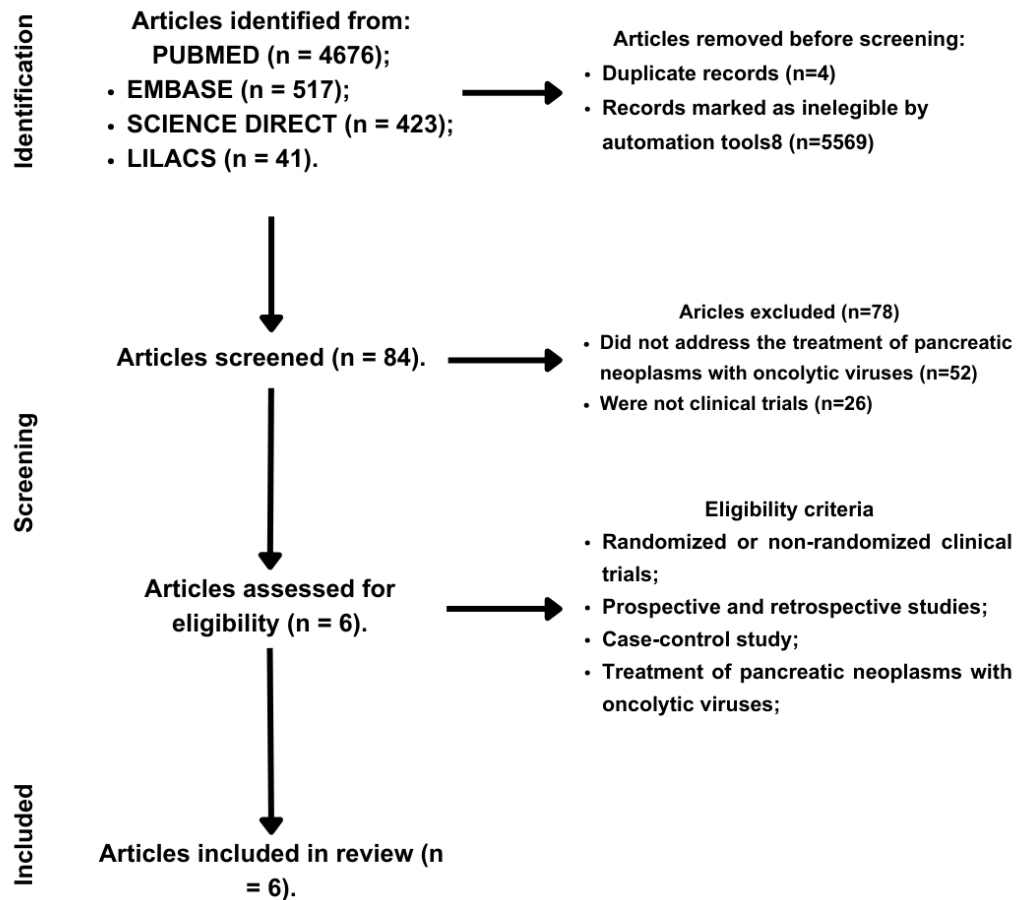 Identification
Articles identified from:
PUBMED (n = 4676);
• EMBASE (n = 517);
• SCIENCE DIRECT (n = 423);
• LILACS (n = 41).
Articles removed before screening:
• Duplicate records (n=4)
• Records marked as inelegible by
automation tools8 (n=5569)
Screening
Articles screened (n = 84).
Aricles excluded (n=78)
• Did not address the treatment of pancreatic
neoplasms with oncolytic viruses (n=52)
• Were not clinical trials (n=26)
Articles assessed for
eligibility (n = 6).
Eligibility criteria
• Randomized or non-randomized clinical
trials;
• Prospective and retrospective studies;
• Case-control study;
• Treatment of pancreatic neoplasms with
oncolytic viruses;
Included
Articles included in review (n
= 6).